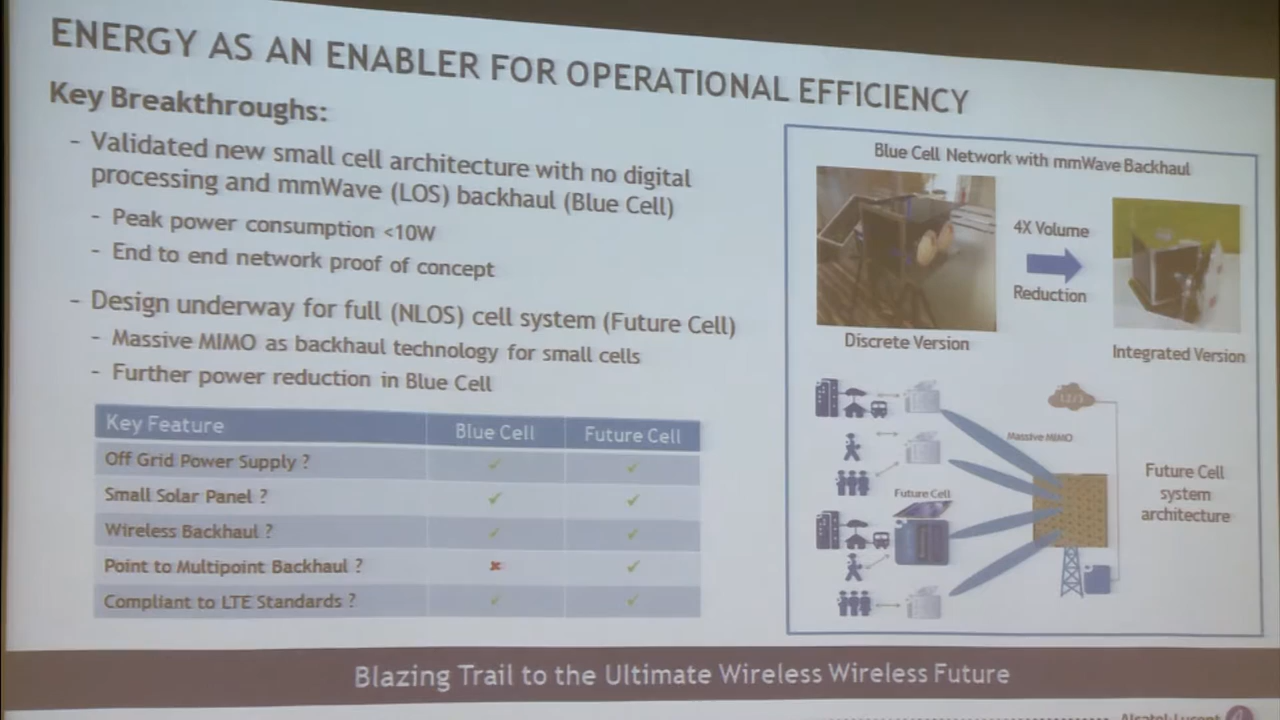 ENERGY AS AN ENABLER FOR OPERATIONAL EFFICIENCY
Key Breakthroughs:
- Validated new small cell architecture with no digital
processing and mmWave (LOS) backhaul (Blue Cell)
- Peak power consumption <10W
- End to end network proof of concept
- Design underway for full (NLOS) cell system (Future Cell)
- Massive MIMO as backhaul technology for small cells
- Further power reduction in Blue Cell
Key Feature Blue Cell Future Cell
Off Grid Power Supply ? ✓ ✓
Small Solar Panel ? ✓ ✓
Wireless Backhaul ? ✓ ✓
Point to Multipoint Backhaul ? ✗ ✓
Compliant to LTE Standards ? ✓ ✓
Blue Cell Network with mmWave Backhaul
4X Volume
Reduction
Discrete Version
Integrated Version
Massive MIMO
Future Cell
Future Cell
system
architecture
Blazing Trail to the Ultimate Wireless Wireless Future
Alcatel-Lucent